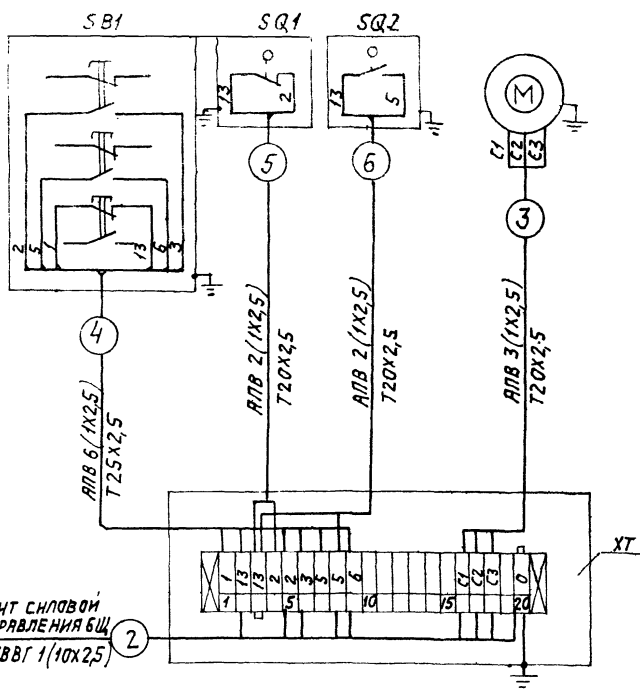 SB1
SQ1
SQ2
13
2
13
5
M
C1 C2 C3
5
6
3
2 5 1 13 6 3
4
АПВ 6(1х2,5)
Т25х2,5
АПВ 2(1х2,5)
Т20х2,5
АПВ 2(1х2,5)
Т20х2,5
АПВ 3(1х2,5)
Т20х2,5
XT
1 13 13 2 2 3 5 5 6 C1 C2 C3 0
1 5 10 15 20
НТ СИЛОВОЙ
РАВЛЕНИЯ БЩ
ВВГ 1(10х2,5)
2